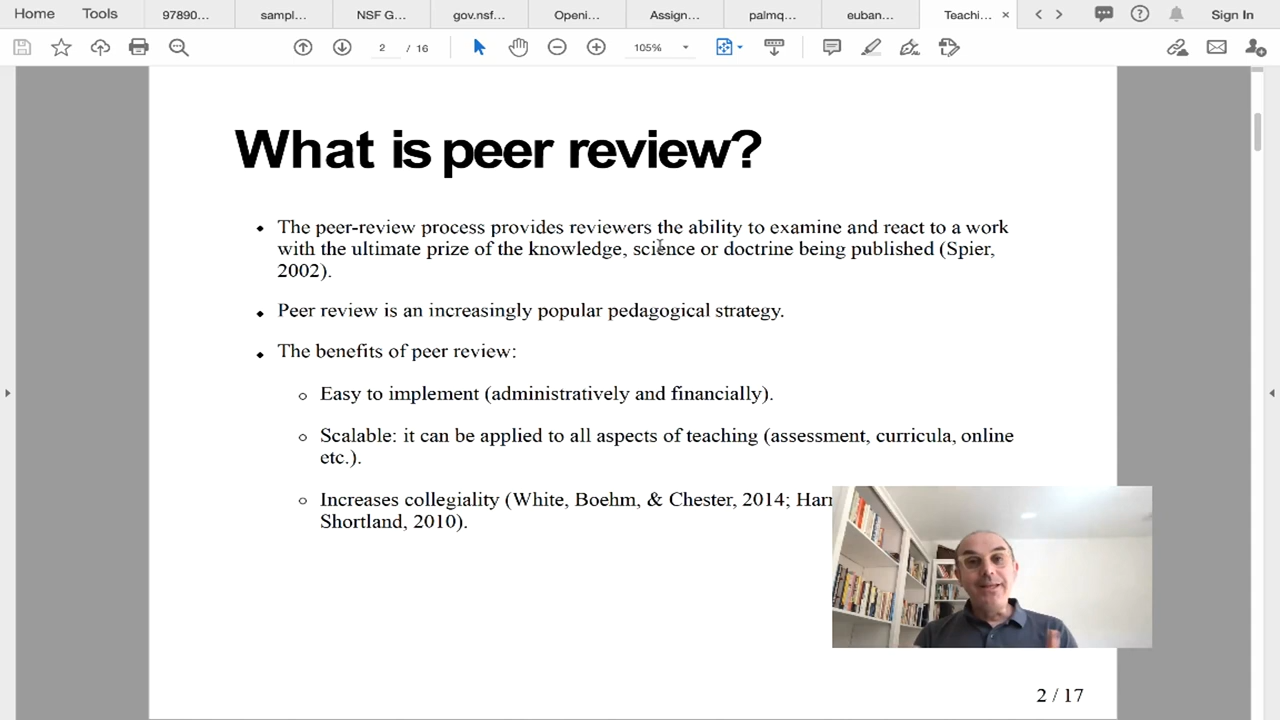 Home Tools 97890... sampl... NSF G... gov.nsf... Openi... Assign... palmq... euban... Teachi... × Sign In
2 / 16 105%
What is peer review?
• The peer-review process provides reviewers the ability to examine and react to a work
with the ultimate prize of the knowledge, science or doctrine being published (Spier,
2002).
• Peer review is an increasingly popular pedagogical strategy.
• The benefits of peer review:
○ Easy to implement (administratively and financially).
○ Scalable: it can be applied to all aspects of teaching (assessment, curricula, online
etc.).
○ Increases collegiality (White, Boehm, & Chester, 2014;
Shortland, 2010).
2 / 17